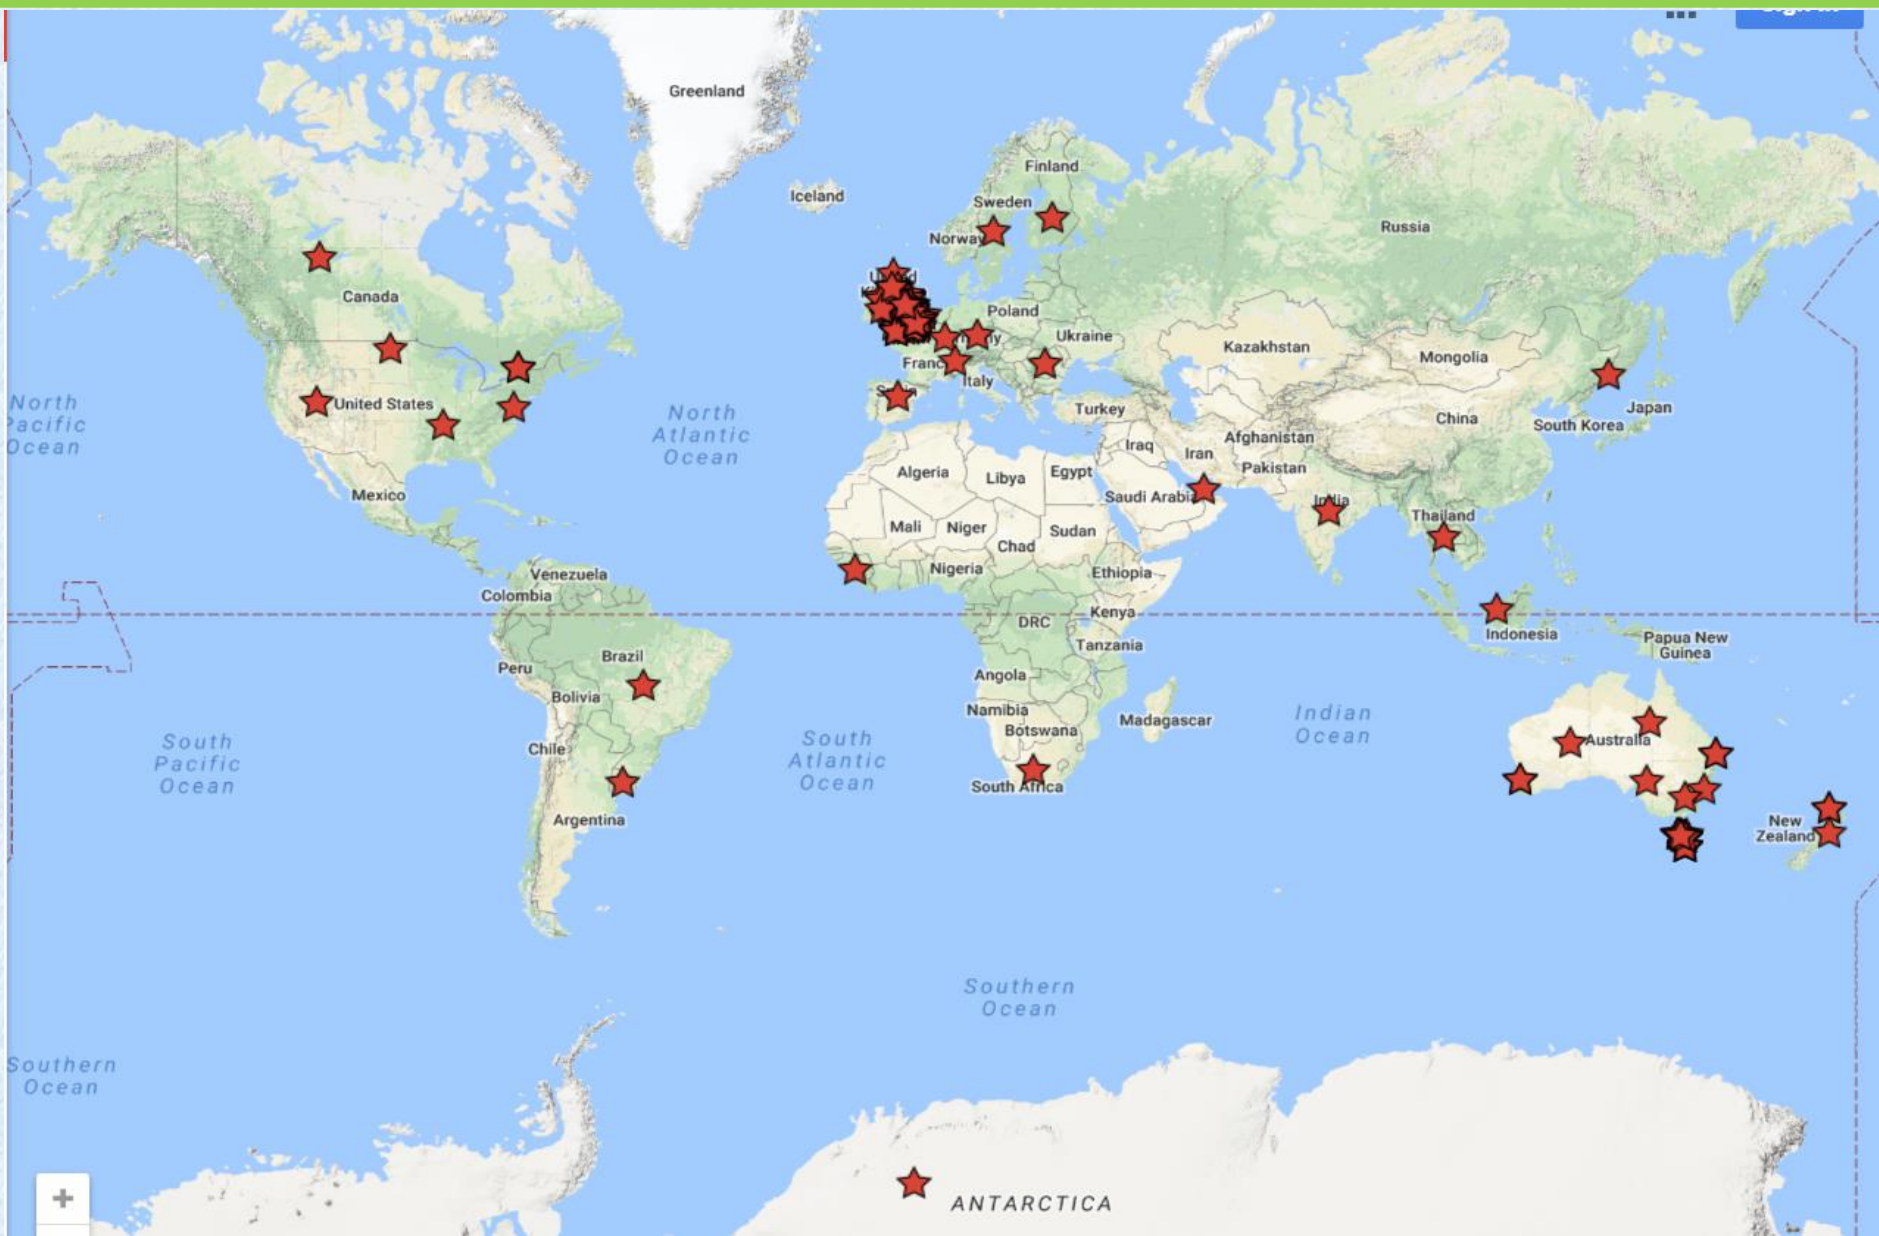 Greenland
Iceland
Finland
Sweden
Norway
Russia
Canada
Poland
Ukraine
Kazakhstan
Mongolia
Italy
United States
North
Pacific
Ocean
North
Atlantic
Ocean
Turkey
China
Japan
South Korea
Iraq
Iran
Afghanistan
Pakistan
Algeria
Libya
Egypt
Saudi Arabia
India
Thailand
Mexico
Mali
Niger
Chad
Sudan
Nigeria
Ethiopia
Venezuela
Colombia
DRC
Kenya
Tanzania
Indonesia
Papua New
Guinea
Brazil
Peru
Bolivia
Angola
Namibia
Botswana
Madagascar
Indian
Ocean
South
Pacific
Ocean
Chile
South
Atlantic
Ocean
Australia
South Africa
Argentina
New
Zealand
Southern
Ocean
Southern
Ocean
ANTARCTICA
+